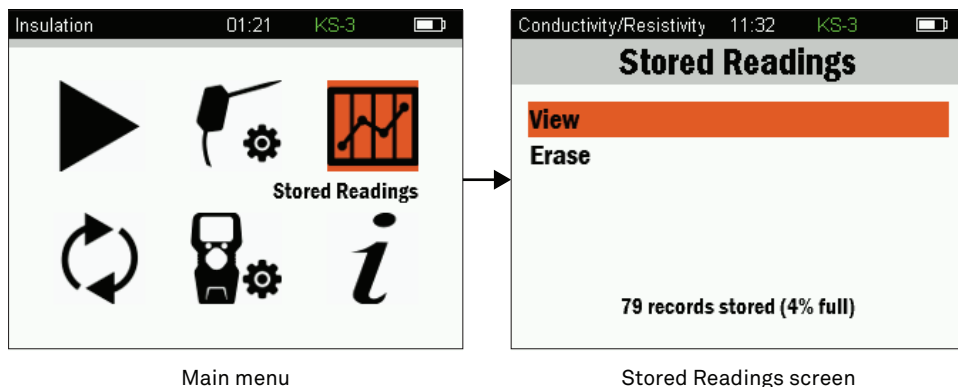 Insulation 01:21 KS-3
Stored Readings
Main menu
Conductivity/Resistivity 11:32 KS-3
Stored Readings
View
Erase
79 records stored (4% full)
Stored Readings screen